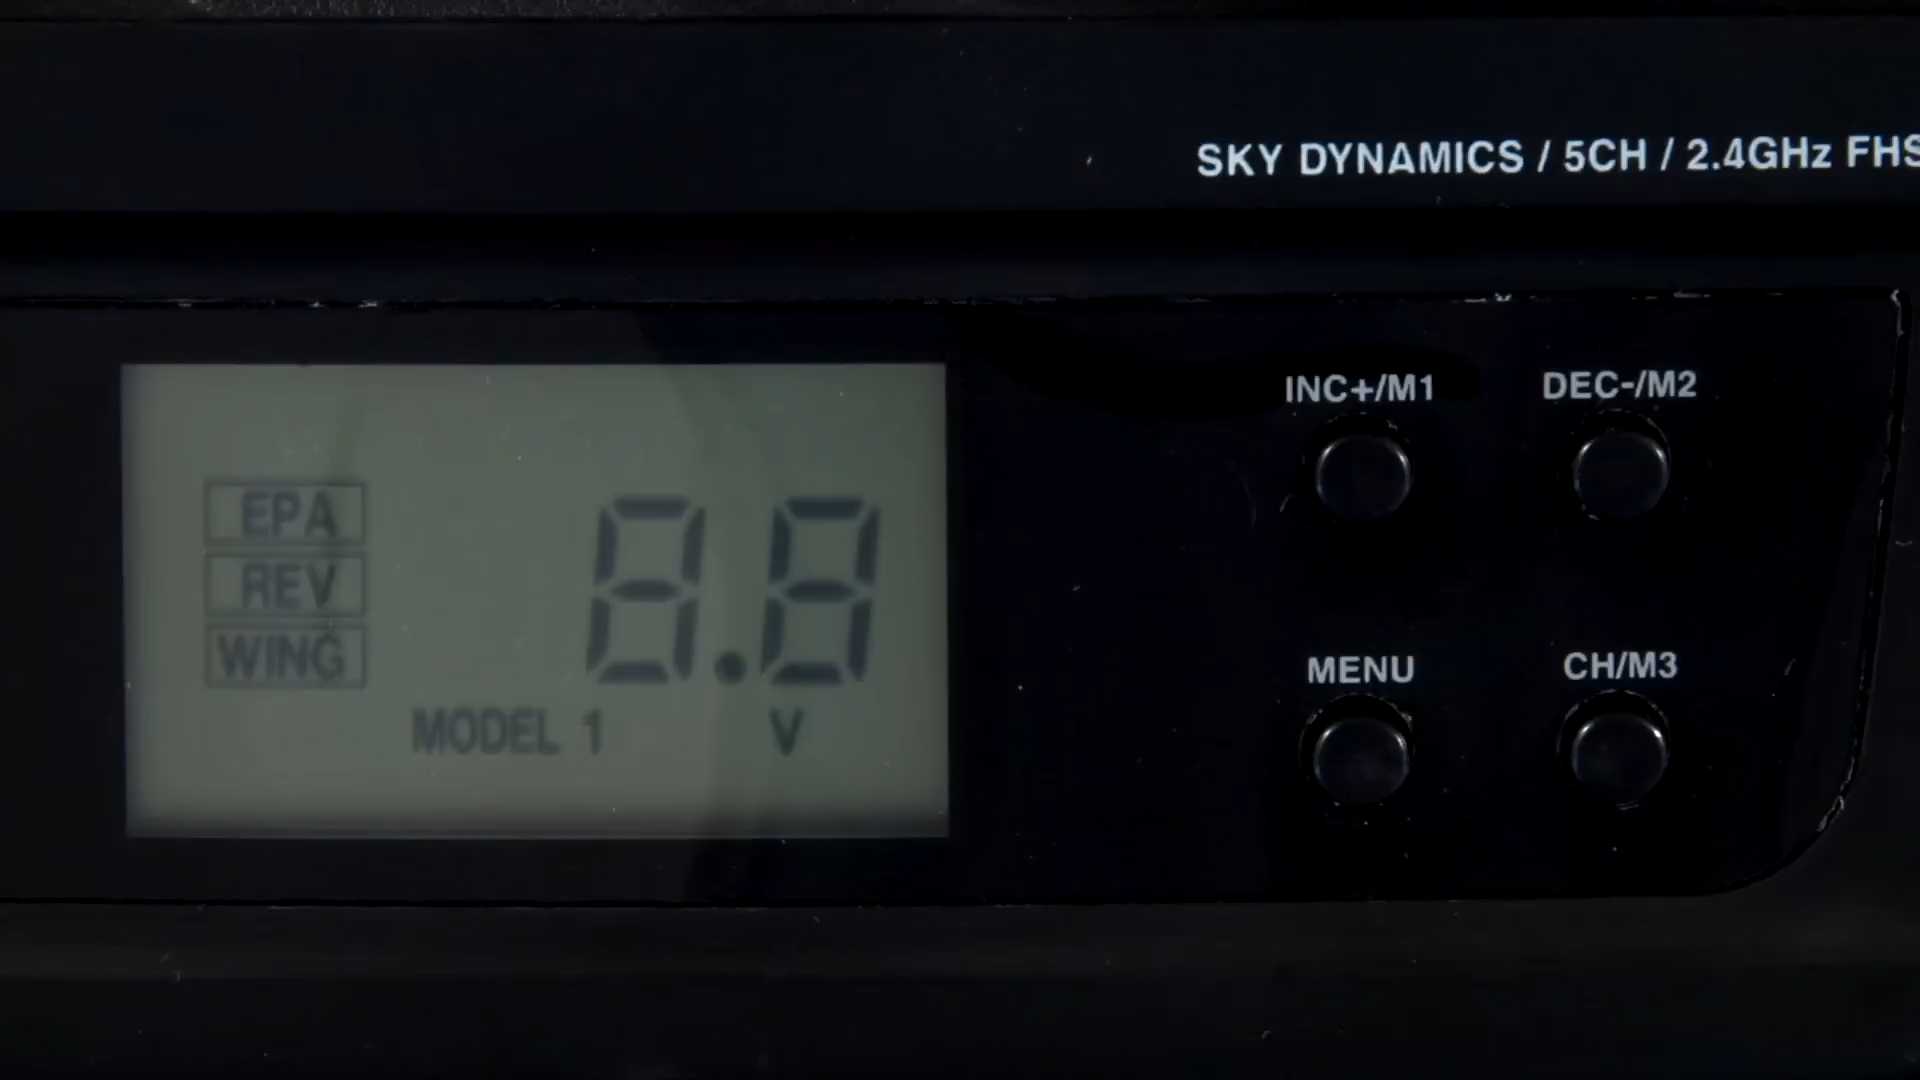 SKY DYNAMICS / 5CH / 2.4GHz FHS
INC+/M1 DEC-/M2
EPA
REV
WING
8.8
MODEL 1 V
MENU CH/M3